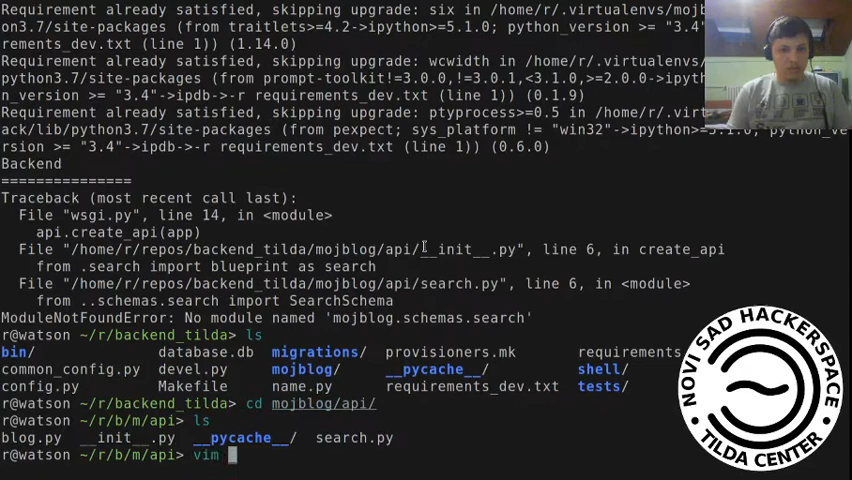 Requirement already satisfied, skipping upgrade: six in /home/r/.virtualenvs/mojb
on3.7/site-packages (from traitlets>=4.2->ipython>=5.1.0; python_version >= "3.4"
rements_dev.txt (line 1)) (1.14.0)
Requirement already satisfied, skipping upgrade: wcwidth in /home/r/.virtualenvs/
python3.7/site-packages (from prompt-toolkit!=3.0.0,!=3.0.1,<3.1.0,>=2.0.0->ipyth
n_version >= "3.4"->ipdb->-r requirements_dev.txt (line 1)) (0.1.9)
Requirement already satisfied, skipping upgrade: ptyprocess>=0.5 in /home/r/.virt
ack/lib/python3.7/site-packages (from pexpect; sys_platform != "win32"->ipython>=
rsion >= "3.4"->ipdb->-r requirements_dev.txt (line 1)) (0.6.0)
Backend
===============
Traceback (most recent call last):
File "wsgi.py", line 14, in <module>
api.create_api(app)
File "/home/r/repos/backend_tilda/mojblog/api/__init__.py", line 6, in create_api
from .search import blueprint as search
File "/home/r/repos/backend_tilda/mojblog/api/search.py", line 6, in <module>
from ..schemas.search import SearchSchema
ModuleNotFoundError: No module named 'mojblog.schemas.search'
r@watson ~/r/backend_tilda> ls
bin/ database.db migrations/ provisioners.mk requirements
common_config.py devel.py mojblog/ __pycache__/ shell/
config.py Makefile name.py requirements_dev.txt tests/
r@watson ~/r/backend_tilda> cd mojblog/api/
r@watson ~/r/b/m/api> ls
blog.py __init__.py __pycache__/ search.py
r@watson ~/r/b/m/api> vim
NOVI SAD HACKERSPACE
TILDA CENTER